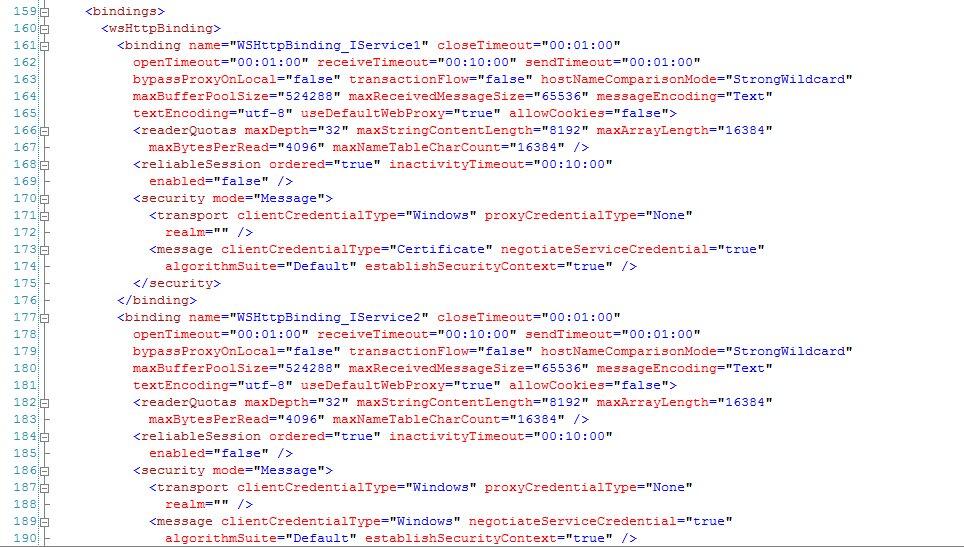 159 <bindings>
160 <wsHttpBinding>
161 <binding name="WSHttpBinding_IService1" closeTimeout="00:01:00"
162 openTimeout="00:01:00" receiveTimeout="00:10:00" sendTimeout="00:01:00"
163 bypassProxyOnLocal="false" transactionFlow="false" hostNameComparisonMode="StrongWildcard"
164 maxBufferPoolSize="524288" maxReceivedMessageSize="65536" messageEncoding="Text"
165 textEncoding="utf-8" useDefaultWebProxy="true" allowCookies="false">
166 <readerQuotas maxDepth="32" maxStringContentLength="8192" maxArrayLength="16384"
167 maxBytesPerRead="4096" maxNameTableCharCount="16384" />
168 <reliableSession ordered="true" inactivityTimeout="00:10:00"
169 enabled="false" />
170 <security mode="Message">
171 <transport clientCredentialType="Windows" proxyCredentialType="None"
172 realm="" />
173 <message clientCredentialType="Certificate" negotiateServiceCredential="true"
174 algorithmSuite="Default" establishSecurityContext="true" />
175 </security>
176 </binding>
177 <binding name="WSHttpBinding_IService2" closeTimeout="00:01:00"
178 openTimeout="00:01:00" receiveTimeout="00:10:00" sendTimeout="00:01:00"
179 bypassProxyOnLocal="false" transactionFlow="false" hostNameComparisonMode="StrongWildcard"
180 maxBufferPoolSize="524288" maxReceivedMessageSize="65536" messageEncoding="Text"
181 textEncoding="utf-8" useDefaultWebProxy="true" allowCookies="false">
182 <readerQuotas maxDepth="32" maxStringContentLength="8192" maxArrayLength="16384"
183 maxBytesPerRead="4096" maxNameTableCharCount="16384" />
184 <reliableSession ordered="true" inactivityTimeout="00:10:00"
185 enabled="false" />
186 <security mode="Message">
187 <transport clientCredentialType="Windows" proxyCredentialType="None"
188 realm="" />
189 <message clientCredentialType="Windows" negotiateServiceCredential="true"
190 algorithmSuite="Default" establishSecurityContext="true" />